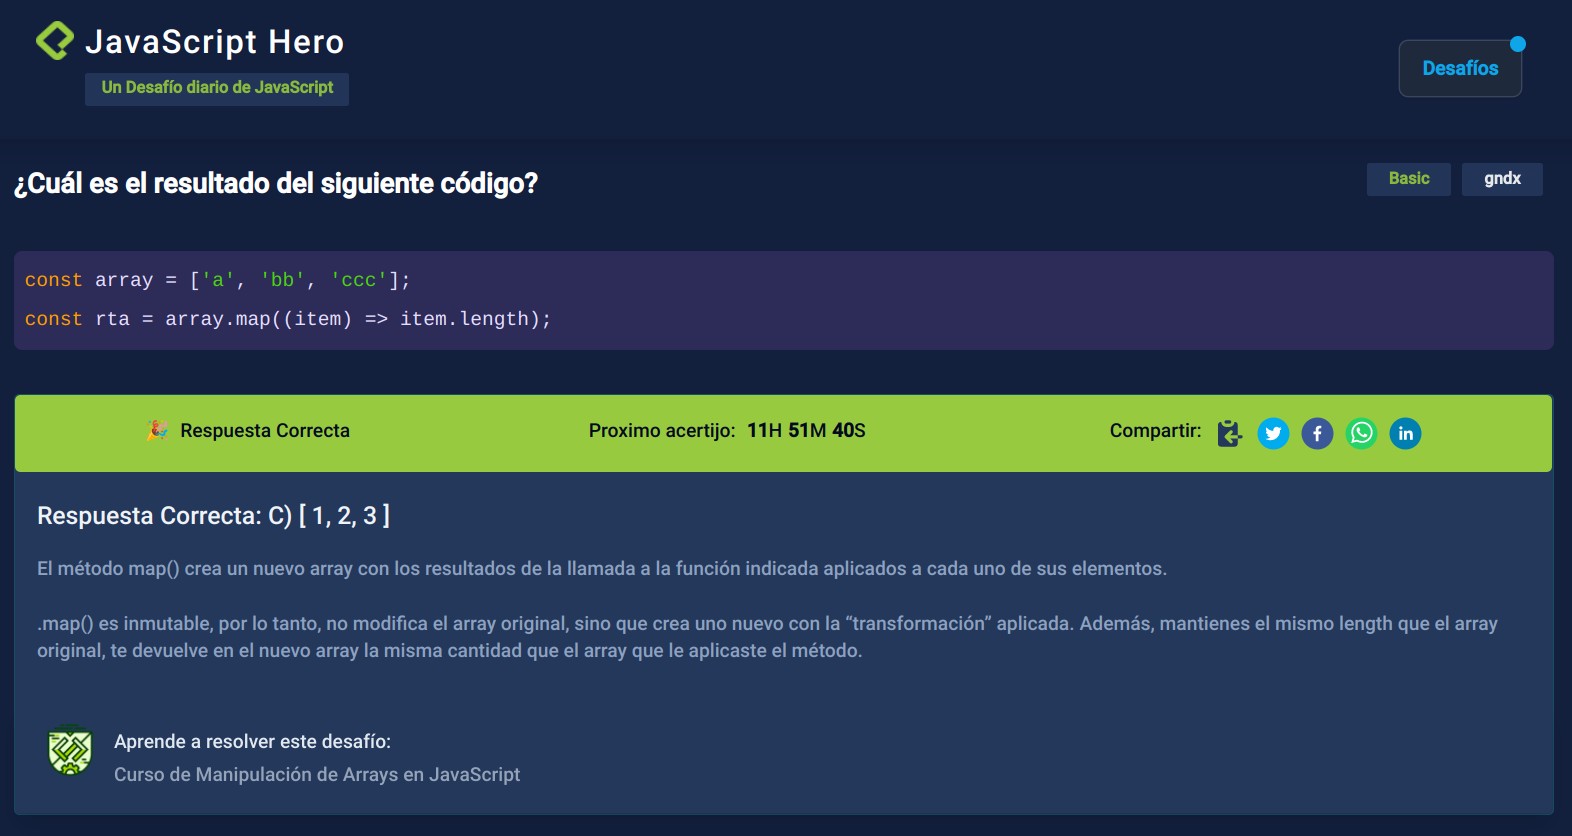 JavaScript Hero
Un Desafío diario de JavaScript
Desafíos
¿Cuál es el resultado del siguiente código?
Basic
gndx
const array = ['a', 'bb', 'ccc'];
const rta = array.map((item) => item.length);
🎉 Respuesta Correcta
Proximo acertijo: 11H 51M 40S
Compartir:
Respuesta Correcta: C) [ 1, 2, 3 ]
El método map() crea un nuevo array con los resultados de la llamada a la función indicada aplicados a cada uno de sus elementos.
.map() es inmutable, por lo tanto, no modifica el array original, sino que crea uno nuevo con la “transformación” aplicada. Además, mantienes el mismo length que el array
original, te devuelve en el nuevo array la misma cantidad que el array que le aplicaste el método.
Aprende a resolver este desafío:
Curso de Manipulación de Arrays en JavaScript